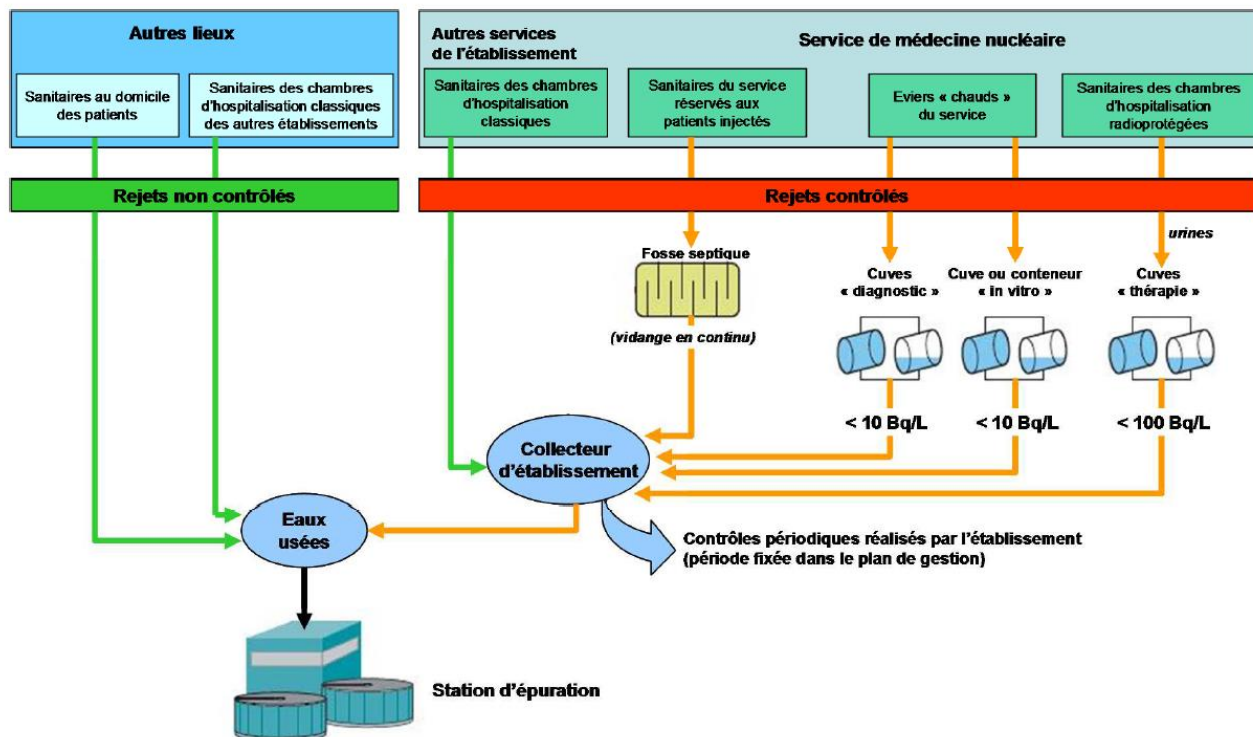 Autres lieux
Sanitaires au domicile
des patients
Sanitaires des chambres
d'hospitalisation classiques
des autres établissements
Autres services
de l'établissement
Service de médecine nucléaire
Sanitaires des chambres
d'hospitalisation
classiques
Sanitaires du service
réservés aux
patients injectés
Eviers « chauds »
du service
Sanitaires des chambres
d'hospitalisation
radioprotégées
Rejets non contrôlés
Rejets contrôlés
urines
Fosse septique
(vidange en continu)
Cuves
« diagnostic »
Cuve ou conteneur
« in vitro »
Cuves
« thérapie »
< 10 Bq/L
< 10 Bq/L
< 100 Bq/L
Collecteur
d'établissement
Eaux
usées
Contrôles périodiques réalisés par l'établissement
(période fixée dans le plan de gestion)
Station d'épuration